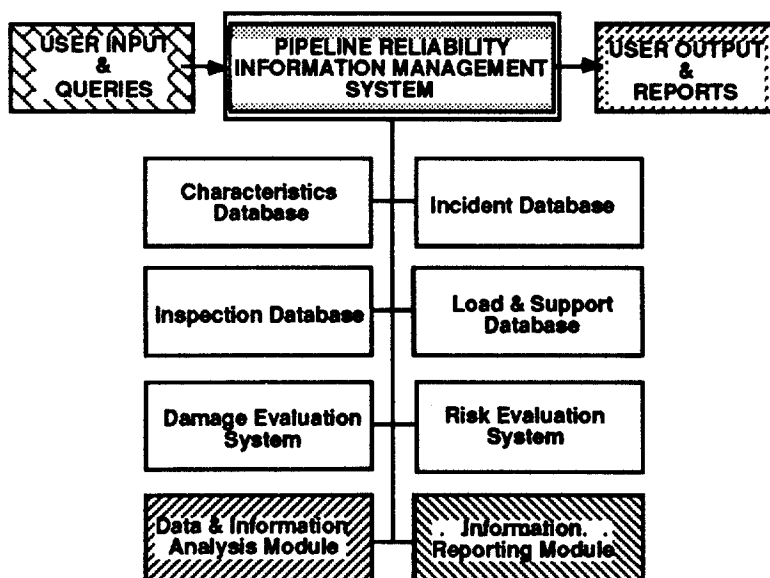 USER INPUT
&
QUERIES
PIPELINE RELIABILITY
INFORMATION MANAGEMENT
SYSTEM
USER OUTPUT
&
REPORTS
Characteristics
Database
Incident Database
Inspection Database
Load & Support
Database
Damage Evaluation
System
Risk Evaluation
System
Data & Information
Analysis Module
Information
Reporting Module